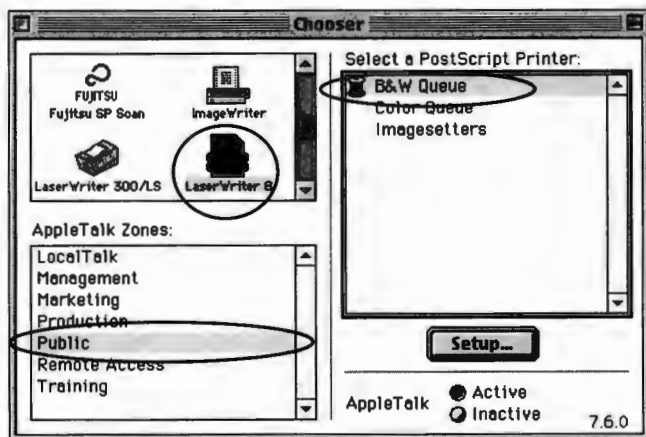 Chooser
FUJITSU
Fujitsu SP Scan
ImageWriter
LaserWriter 300/LS
LaserWriter 8
AppleTalk Zones:
LocalTalk
Management
Marketing
Production
Public
Remote Access
Training
Select a PostScript Printer:
B&W Queue
Color Queue
Imagesetters
Setup...
AppleTalk
Active
Inactive
7.6.0